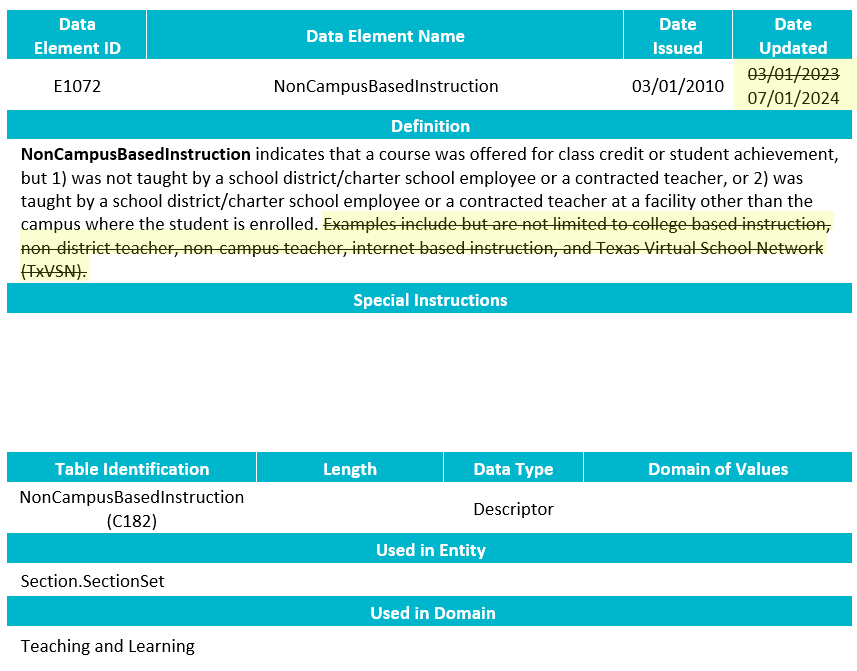 Data Element ID
Data Element Name
Date Issued
Date Updated
E1072
NonCampusBasedInstruction
03/01/2010
03/01/2023
07/01/2024
Definition
NonCampusBasedInstruction indicates that a course was offered for class credit or student achievement,
but 1) was not taught by a school district/charter school employee or a contracted teacher, or 2) was
taught by a school district/charter school employee or a contracted teacher at a facility other than the
campus where the student is enrolled. Examples include but are not limited to college based instruction,
non-district teacher, non-campus teacher, internet based instruction, and Texas Virtual School Network
(TxVSN).
Special Instructions
Table Identification
Length
Data Type
Domain of Values
NonCampusBasedInstruction
(C182)
Descriptor
Used in Entity
Section.SectionSet
Used in Domain
Teaching and Learning